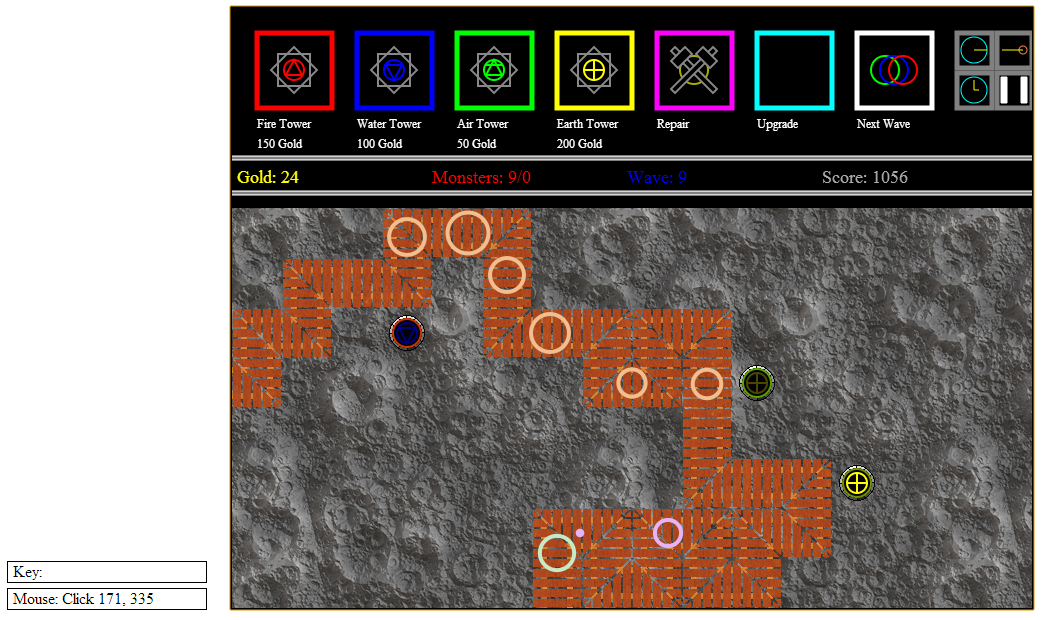 Fire Tower Water Tower Air Tower Earth Tower Repair Upgrade Next Wave
150 Gold 100 Gold 50 Gold 200 Gold
Gold: 24 Monsters: 9/0 Wave: 9 Score: 1056
Key:
Mouse: Click 171, 335